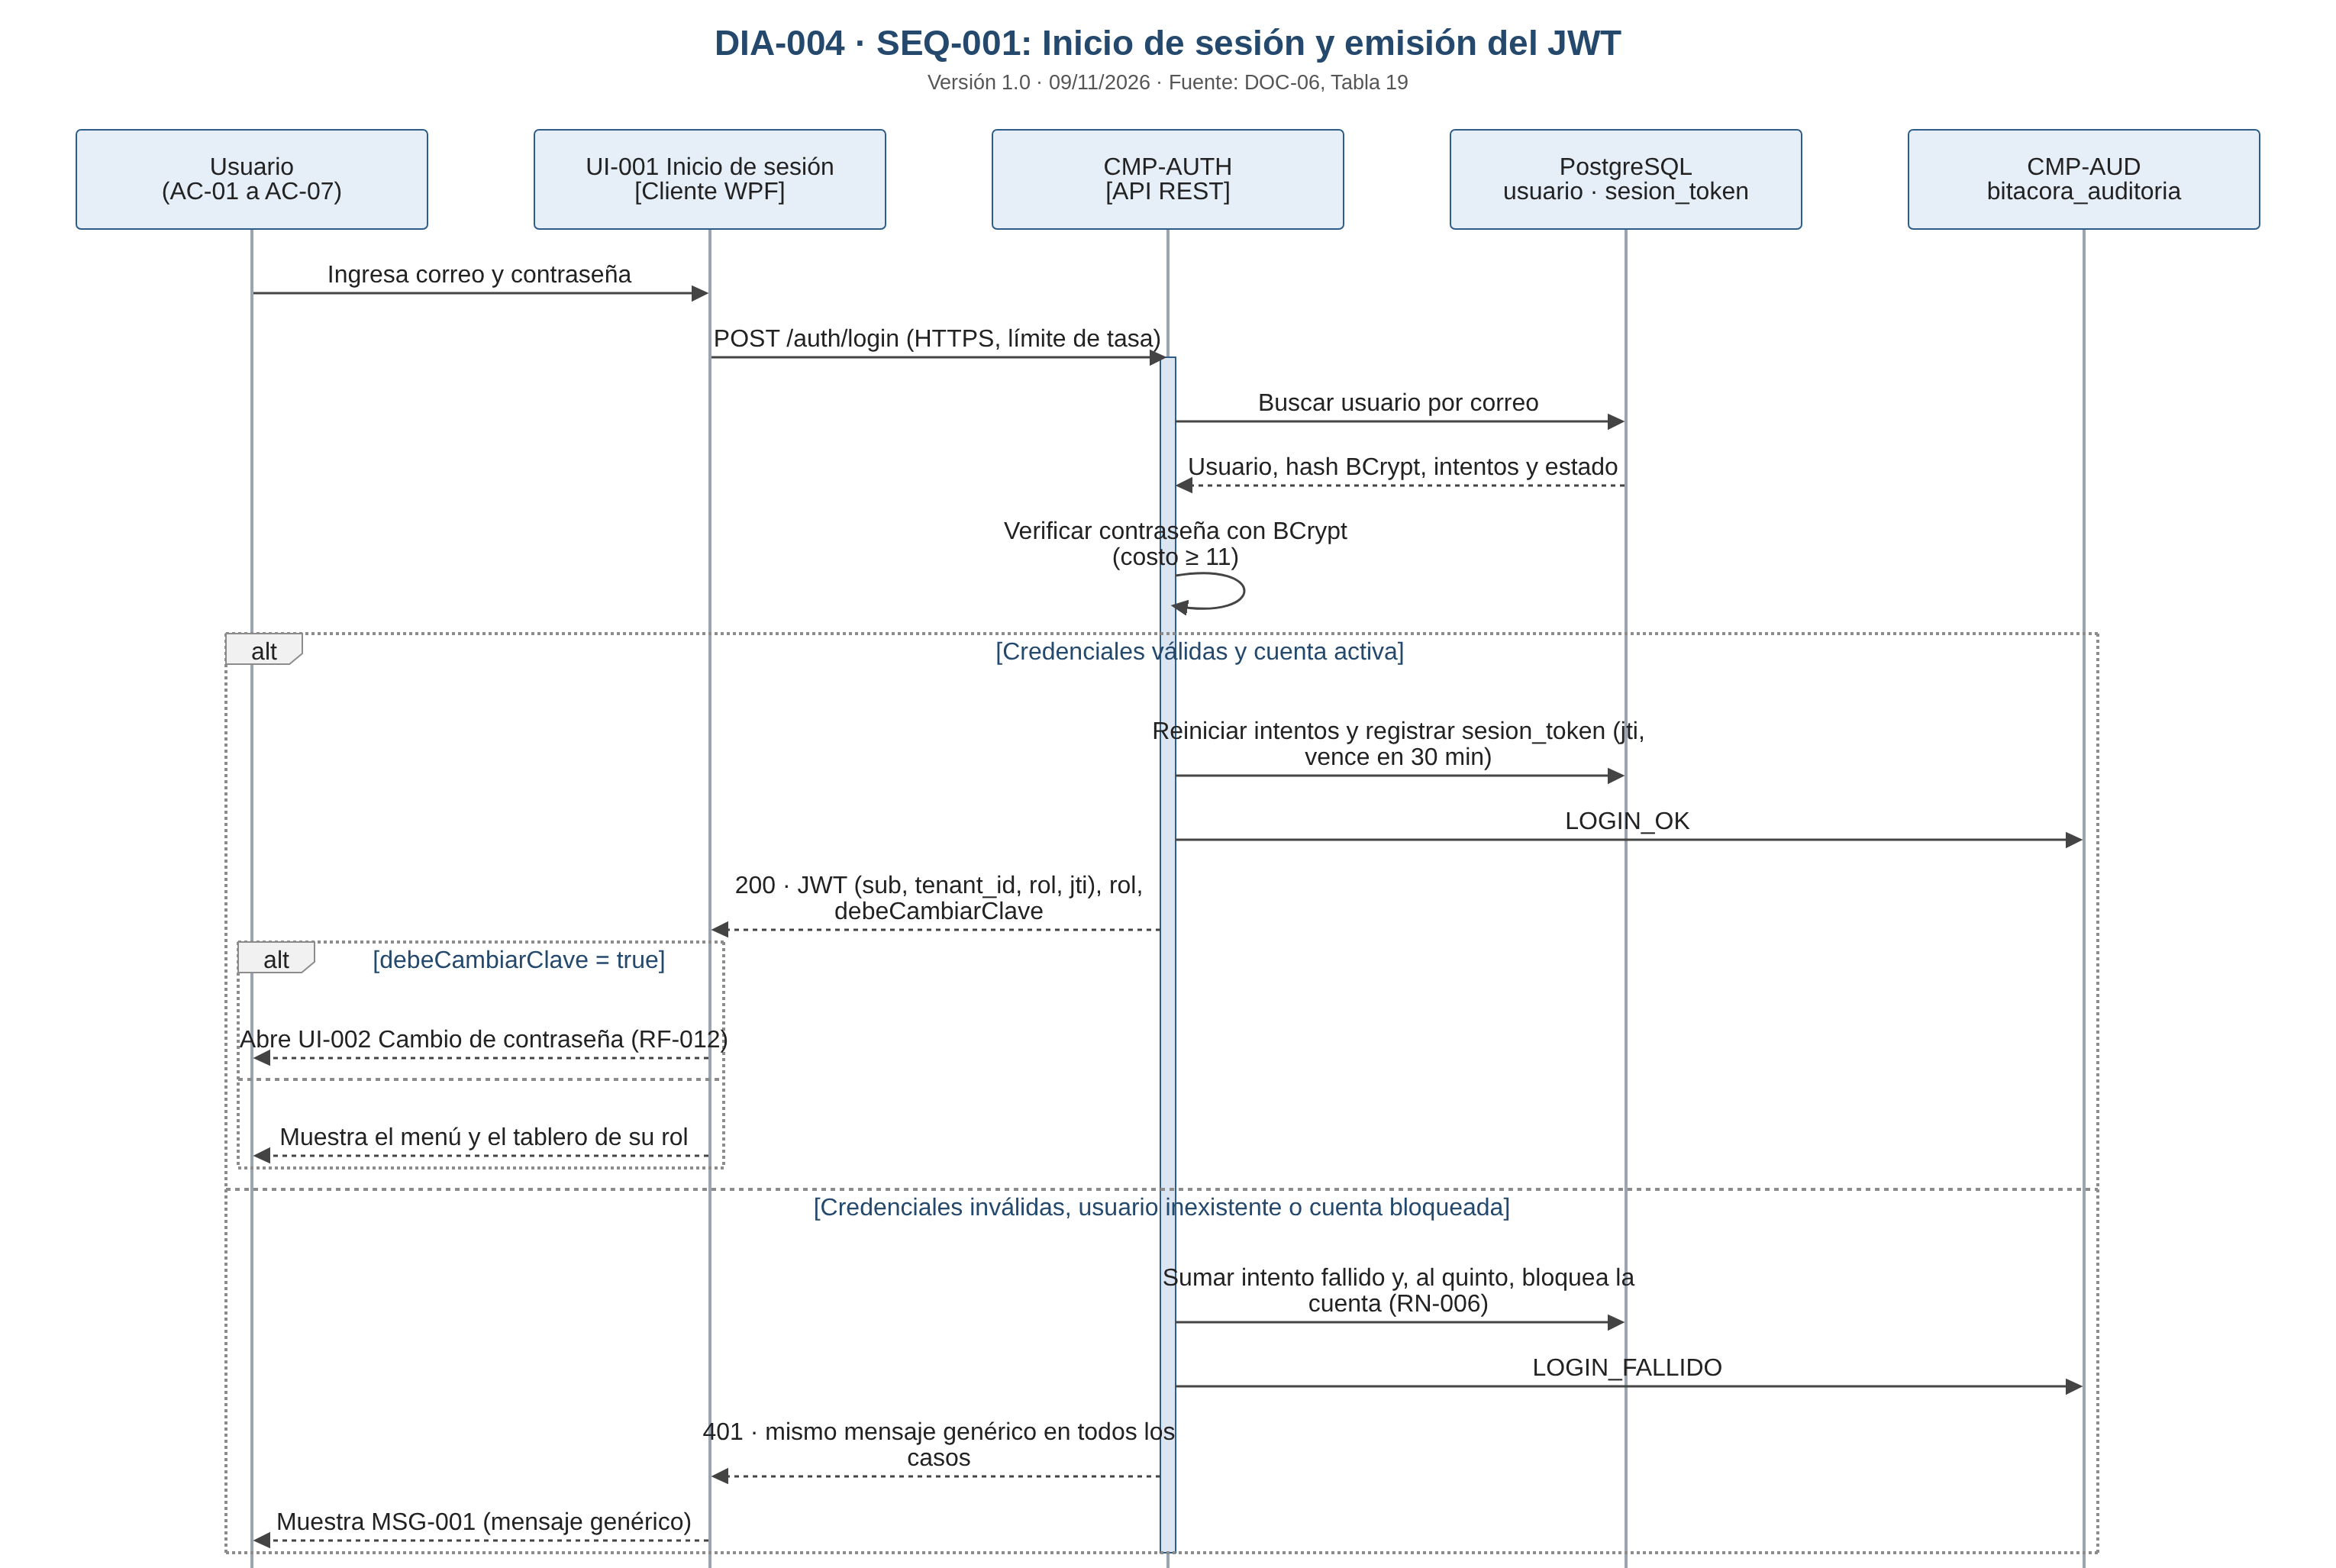 DIA-004 · SEQ-001: Inicio de sesión y emisión del JWT
Versión 1.0 · 09/11/2026 · Fuente: DOC-06, Tabla 19
Usuario
(AC-01 a AC-07)
UI-001 Inicio de sesión
[Cliente WPF]
CMP-AUTH
[API REST]
PostgreSQL
usuario · sesion_token
CMP-AUD
bitacora_auditoria
Ingresa correo y contraseña
POST /auth/login (HTTPS, límite de tasa)
Buscar usuario por correo
Usuario, hash BCrypt, intentos y estado
Verificar contraseña con BCrypt
(costo ≥ 11)
alt
[Credenciales válidas y cuenta activa]
Reiniciar intentos y registrar sesion_token (jti,
vence en 30 min)
LOGIN_OK
200 · JWT (sub, tenant_id, rol, jti), rol,
debeCambiarClave
alt
[debeCambiarClave = true]
Abre UI-002 Cambio de contraseña (RF-012)
Muestra el menú y el tablero de su rol
[Credenciales inválidas, usuario inexistente o cuenta bloqueada]
Sumar intento fallido y, al quinto, bloquea la
cuenta (RN-006)
LOGIN_FALLIDO
401 · mismo mensaje genérico en todos los
casos
Muestra MSG-001 (mensaje genérico)